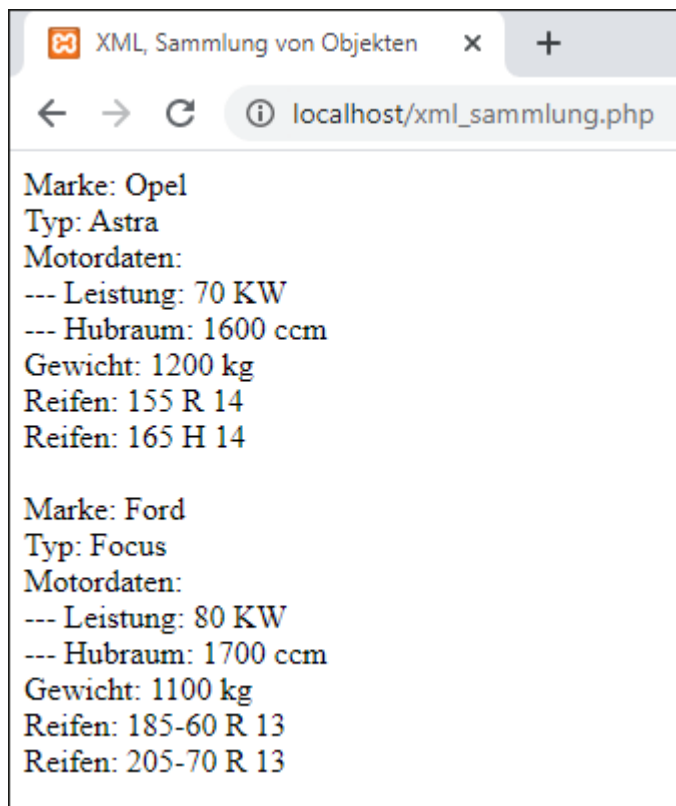 XML, Sammlung von Objekten
localhost/xml_sammlung.php
Marke: Opel
Typ: Astra
Motordaten:
--- Leistung: 70 KW
--- Hubraum: 1600 ccm
Gewicht: 1200 kg
Reifen: 155 R 14
Reifen: 165 H 14
Marke: Ford
Typ: Focus
Motordaten:
--- Leistung: 80 KW
--- Hubraum: 1700 ccm
Gewicht: 1100 kg
Reifen: 185-60 R 13
Reifen: 205-70 R 13